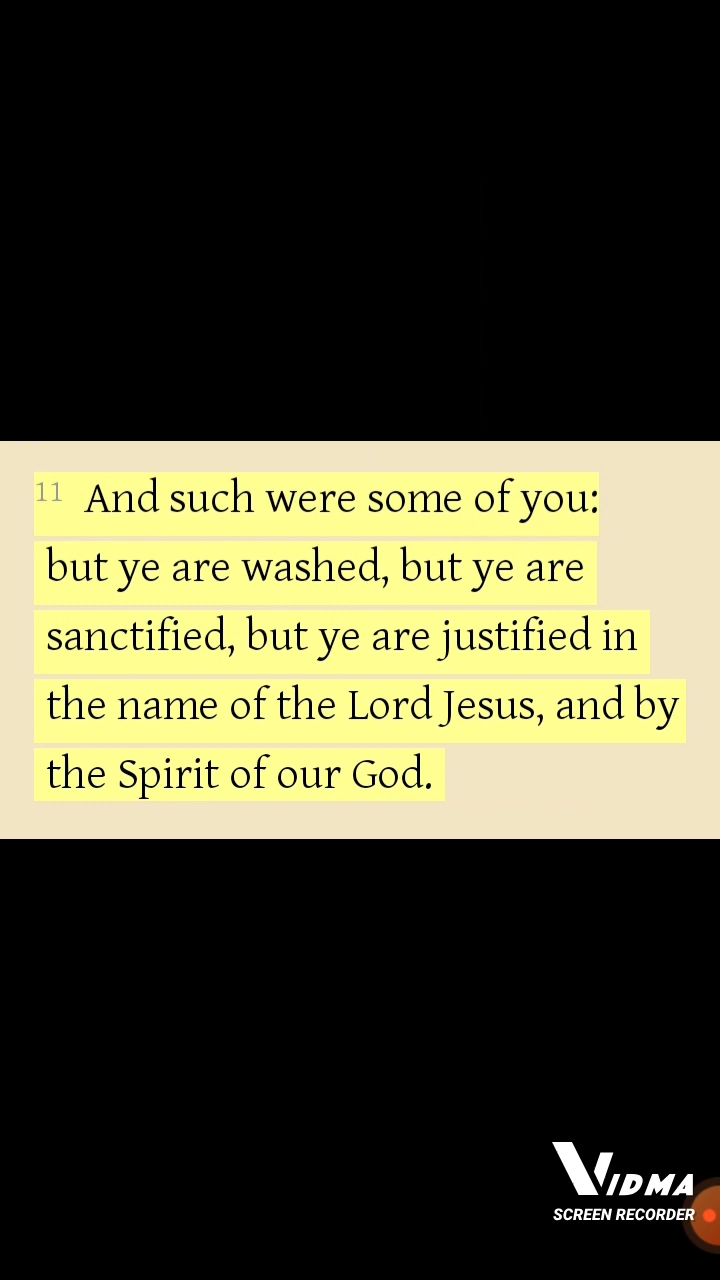 11 And such were some of you:
but ye are washed, but ye are
sanctified, but ye are justified in
the name of the Lord Jesus, and by
the Spirit of our God.
VIDMA
SCREEN RECORDER